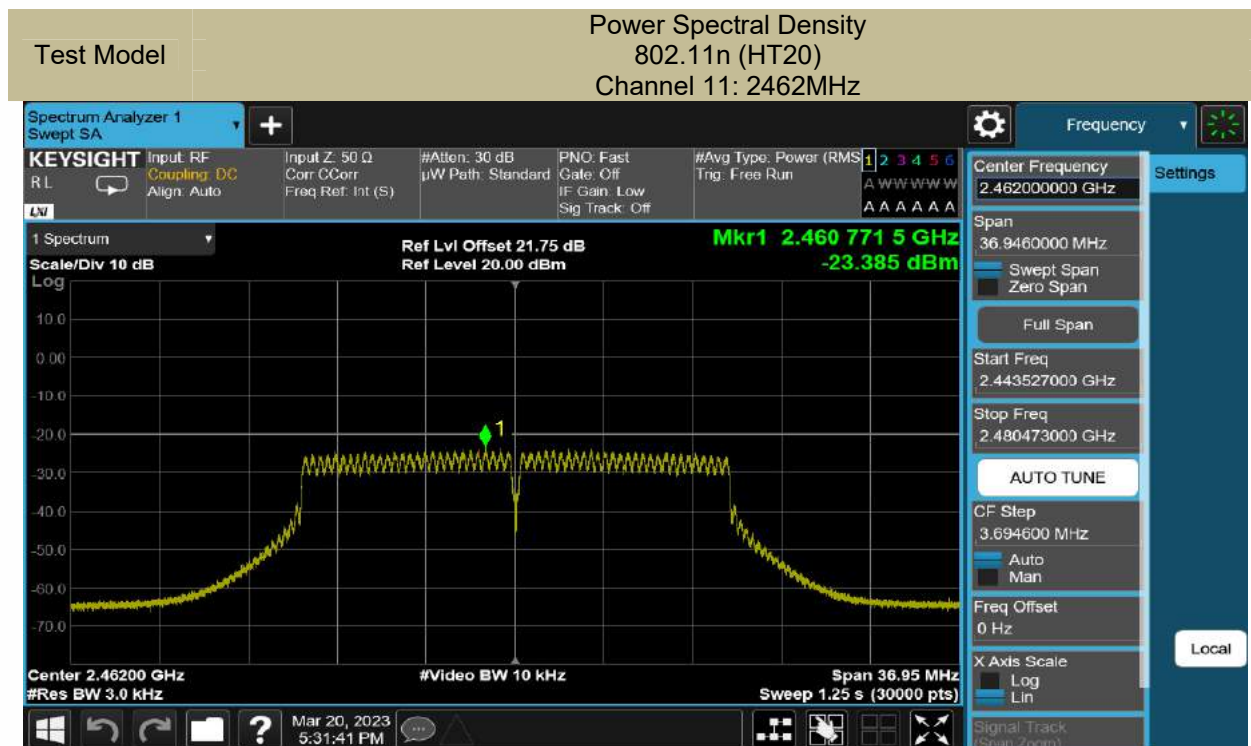 Test Model
Power Spectral Density
802.11n (HT20)
Channel 11: 2462MHz
Spectrum Analyzer 1
Swept SA
+
Frequency
KEYSIGHT
RL
LXI
Input: RF
Coupling: DC
Align: Auto
Input Z: 50 Ω
Corr CCorr
Freq Ref: Int (S)
#Atten: 30 dB
µW Path: Standard
PNO: Fast
Gate: Off
IF Gain: Low
Sig Track: Off
#Avg Type: Power (RMS
Trig: Free Run
1 2 3 4 5 6
A W W W W W
A A A A A A
1 Spectrum
Scale/Div 10 dB
Log
Ref Lvl Offset 21.75 dB
Ref Level 20.00 dBm
Mkr1 2.460 771 5 GHz
-23.385 dBm
10.0
0.00
-10.0
-20.0
-30.0
-40.0
-50.0
-60.0
-70.0
1
Center 2.46200 GHz
#Res BW 3.0 kHz
#Video BW 10 kHz
Span 36.95 MHz
Sweep 1.25 s (30000 pts)
Center Frequency
2.462000000 GHz
Settings
Span
36.9460000 MHz
Swept Span
Zero Span
Full Span
Start Freq
2.443527000 GHz
Stop Freq
2.480473000 GHz
AUTO TUNE
CF Step
3.694600 MHz
Auto
Man
Freq Offset
0 Hz
X Axis Scale
Log
Lin
Signal Track
(Span Zoom)
Local
?
Mar 20, 2023
5:31:41 PM